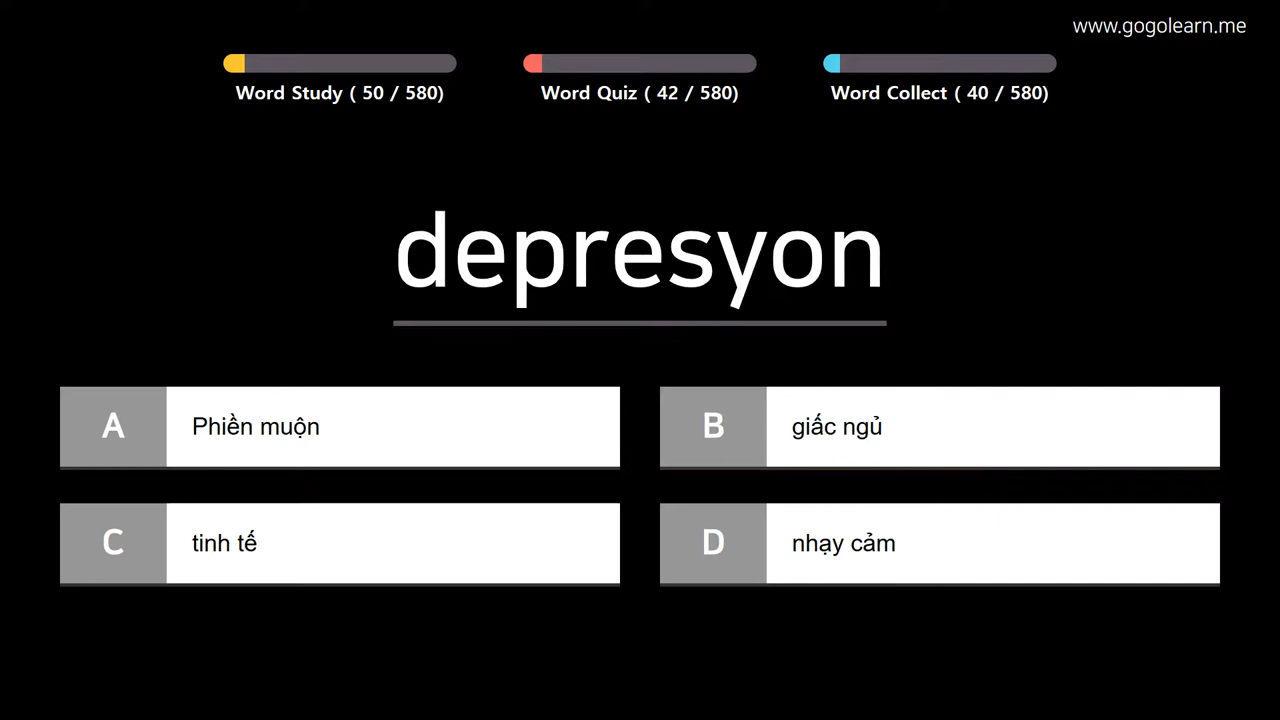 www.gogolearn.me
Word Study ( 50 / 580)
Word Quiz ( 42 / 580)
Word Collect ( 40 / 580)
depresyon
A Phiền muộn
B giấc ngủ
C tinh tế
D nhạy cảm